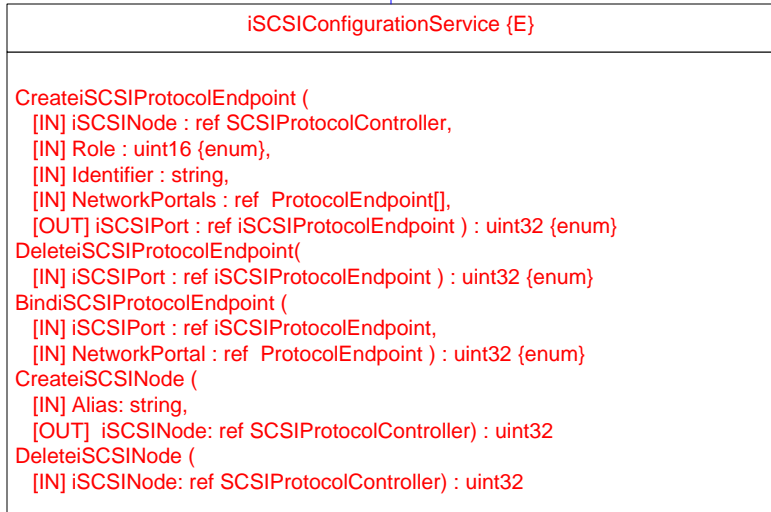 iSCSIConfigurationService {E}
CreateiSCSIProtocolEndpoint (
[IN] iSCSINode : ref SCSIProtocolController,
[IN] Role : uint16 {enum},
[IN] Identifier : string,
[IN] NetworkPortals : ref  ProtocolEndpoint[],
[OUT] iSCSIPort : ref iSCSIProtocolEndpoint ) : uint32 {enum}
DeleteiSCSIProtocolEndpoint(
[IN] iSCSIPort : ref iSCSIProtocolEndpoint ) : uint32 {enum}
BindiSCSIProtocolEndpoint (
[IN] iSCSIPort : ref iSCSIProtocolEndpoint,
[IN] NetworkPortal : ref  ProtocolEndpoint ) : uint32 {enum}
CreateiSCSINode (
[IN] Alias: string,
[OUT]  iSCSINode: ref SCSIProtocolController) : uint32
DeleteiSCSINode (
[IN] iSCSINode: ref SCSIProtocolController) : uint32